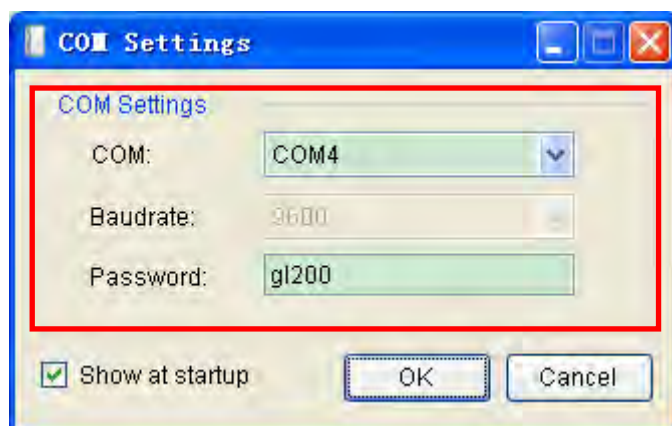 COM Settings
COM Settings
COM: COM4
Baudrate: 9600
Password: gl200
Show at startup OK Cancel